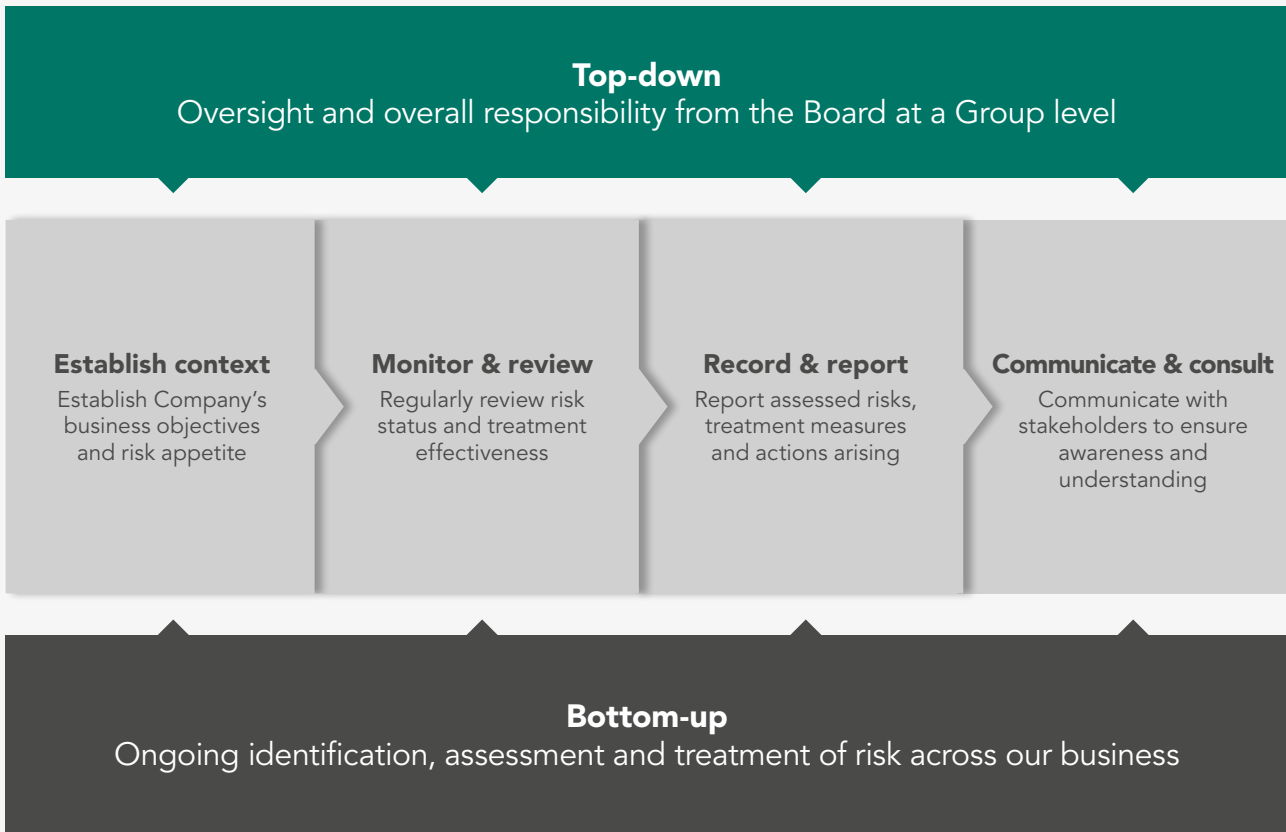 Top-down
Oversight and overall responsibility from the Board at a Group level
Establish context
Establish Company’s
business objectives
and risk appetite
Monitor & review
Regularly review risk
status and treatment
effectiveness
Record & report
Report assessed risks,
treatment measures
and actions arising
Communicate & consult
Communicate with
stakeholders to ensure
awareness and
understanding
Bottom-up
Ongoing identification, assessment and treatment of risk across our business